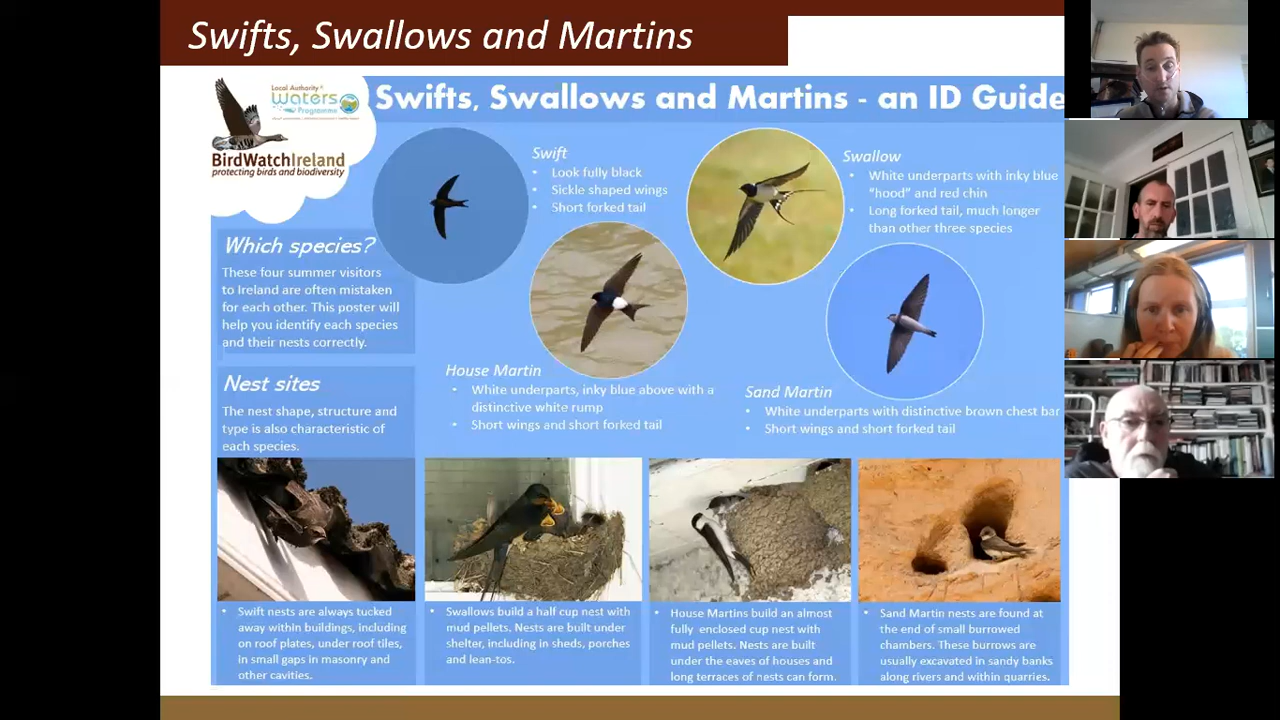 Swifts, Swallows and Martins
Local Authority
waters
Programme
BirdWatchIreland
protecting birds and biodiversity
Swifts, Swallows and Martins - an ID Guide
Swift
• Look fully black
• Sickle shaped wings
• Short forked tail
Swallow
• White underparts with inky blue
"hood" and red chin
• Long forked tail, much longer
than other three species
Which species?
These four summer visitors
to Ireland are often mistaken
for each other. This poster will
help you identify each species
and their nests correctly.
House Martin
• White underparts, inky blue above with a
distinctive white rump
• Short wings and short forked tail
Sand Martin
• White underparts with distinctive brown chest bar
• Short wings and short forked tail
Nest sites
The nest shape, structure and
type is also characteristic of
each species.
• Swift nests are always tucked
away within buildings, including
on roof plates, under roof tiles,
in small gaps in masonry and
other cavities.
• Swallows build a half cup nest with
mud pellets. Nests are built under
shelter, including in sheds, porches
and lean-tos.
• House Martins build an almost
fully enclosed cup nest with
mud pellets. Nests are built
under the eaves of houses and
long terraces of nests can form.
• Sand Martin nests are found at
the end of small burrowed
chambers. These burrows are
usually excavated in sandy banks
along rivers and within quarries.